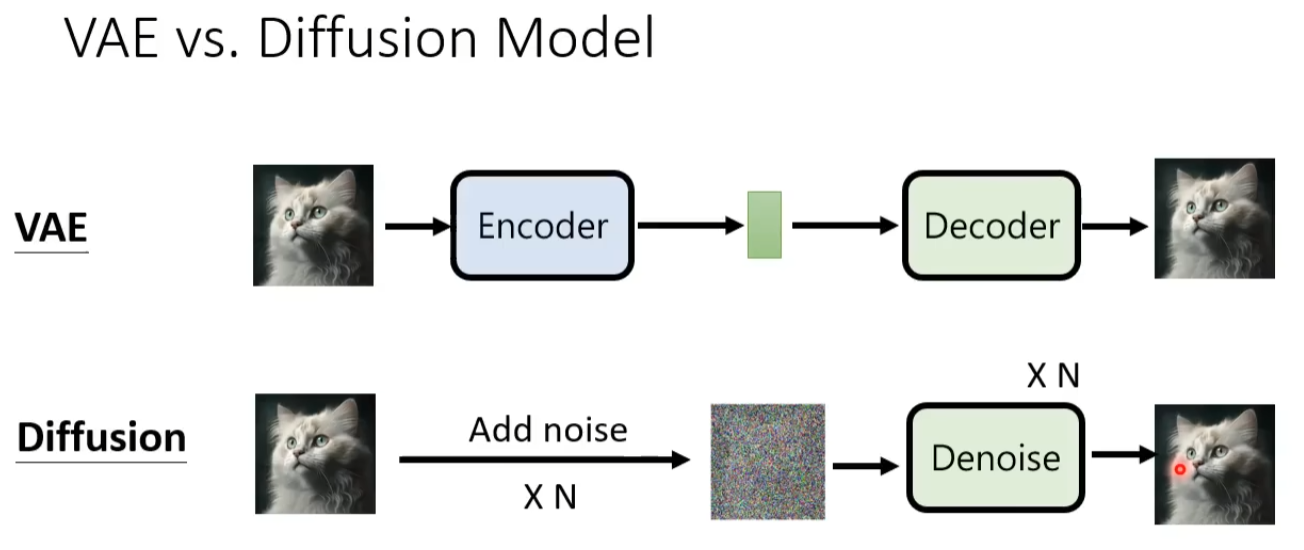 VAE vs. Diffusion Model
VAE
Encoder
Decoder
Diffusion
Add noise
X N
X N
Denoise